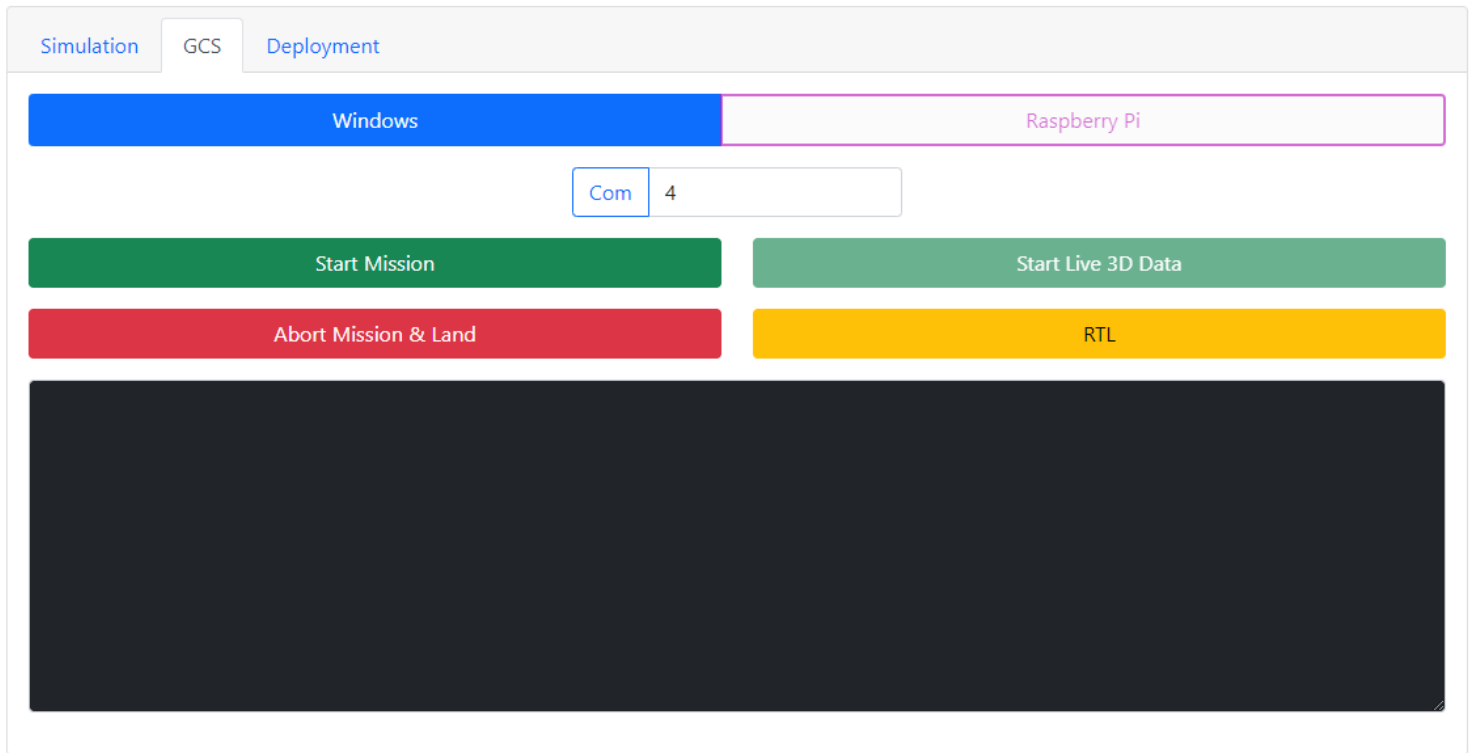 Simulation GCS Deployment
Windows Raspberry Pi
Com 4
Start Mission Start Live 3D Data
Abort Mission & Land RTL